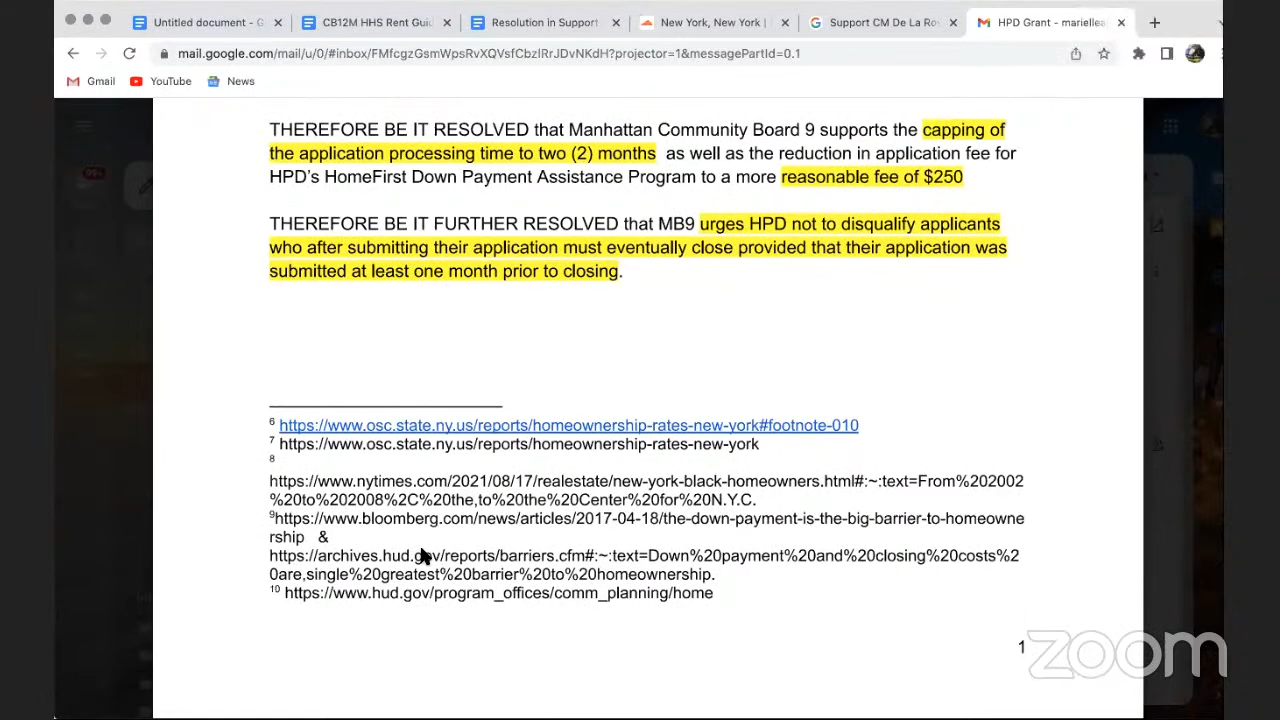 Untitled document - G
CB12M HHS Rent Guid
Resolution in Support
New York, New York |
Support CM De La Ros
HPD Grant - mariellea
mail.google.com/mail/u/0/#inbox/FMfcgzGsmWpsRvXQVsfCbzIRrJDvNKdH?projector=1&messagePartId=0.1
Gmail
YouTube
News
99+
THEREFORE BE IT RESOLVED that Manhattan Community Board 9 supports the capping of
the application processing time to two (2) months as well as the reduction in application fee for
HPD's HomeFirst Down Payment Assistance Program to a more reasonable fee of $250
THEREFORE BE IT FURTHER RESOLVED that MB9 urges HPD not to disqualify applicants
who after submitting their application must eventually close provided that their application was
submitted at least one month prior to closing.
6 https://www.osc.state.ny.us/reports/homeownership-rates-new-york#footnote-010
7 https://www.osc.state.ny.us/reports/homeownership-rates-new-york
8
https://www.nytimes.com/2021/08/17/realestate/new-york-black-homeowners.html#:~:text=From%202002
%20to%202008%2C%20the,to%20the%20Center%20for%20N.Y.C.
9https://www.bloomberg.com/news/articles/2017-04-18/the-down-payment-is-the-big-barrier-to-homeowne
rship &
https://archives.hud.gov/reports/barriers.cfm#:~:text=Down%20payment%20and%20closing%20costs%2
0are,single%20greatest%20barrier%20to%20homeownership.
10 https://www.hud.gov/program_offices/comm_planning/home
1
zoom